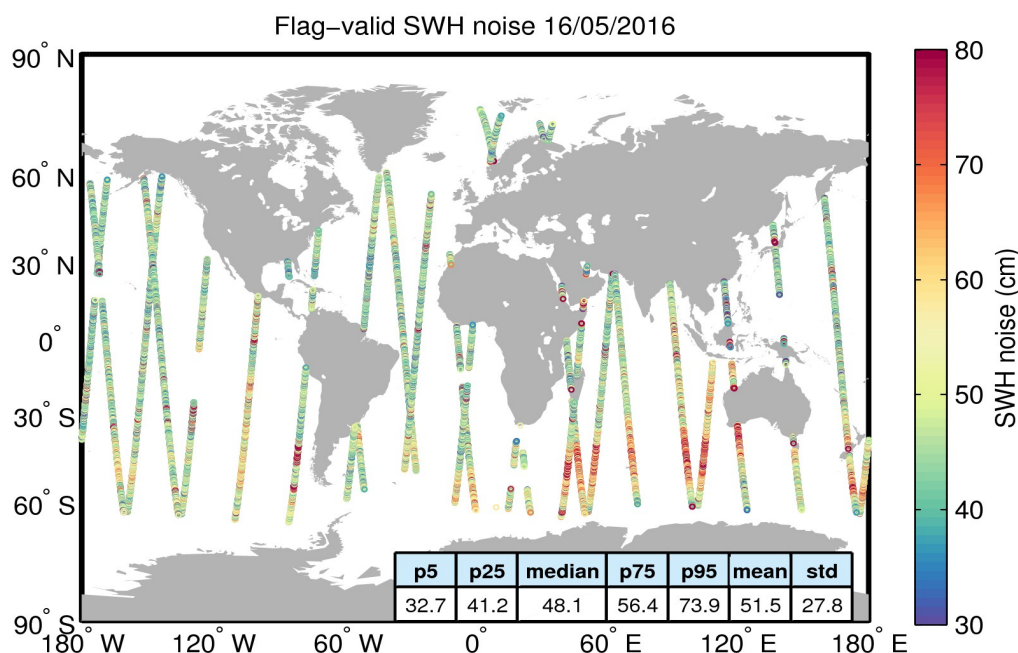 Flag−valid SWH noise 16/05/2016
90° N
60° N
30° N
0°
30° S
60° S
90° S
180° W
120° W
60° W
0°
60° E
120° E
180° E
p5 p25 median p75 p95 mean std
32.7 41.2 48.1 56.4 73.9 51.5 27.8
80
70
60
50
40
30
SWH noise (cm)